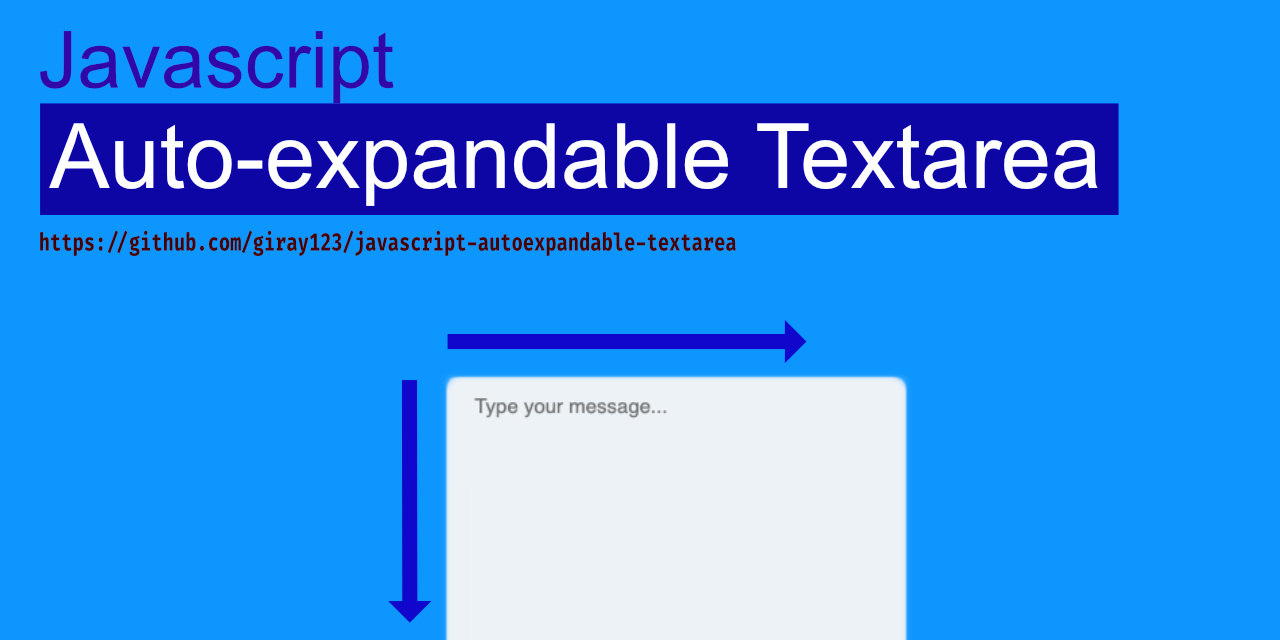 Javascript
Auto-expandable Textarea
https://github.com/giray123/javascript-autoexpandable-textarea
Type your message...